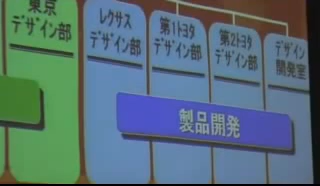 東京
デザイン部
レクサス
デザイン部
第1トヨタ
デザイン部
第2トヨタ
デザイン部
デザイン
開発室
製品開発